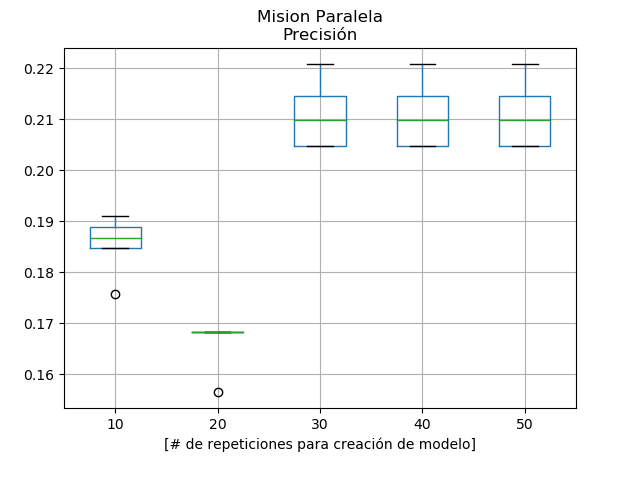 Mision Paralela
Precisión
0.22
0.21
0.20
0.19
0.18
0.17
0.16
10 20 30 40 50
[# de repeticiones para creación de modelo]